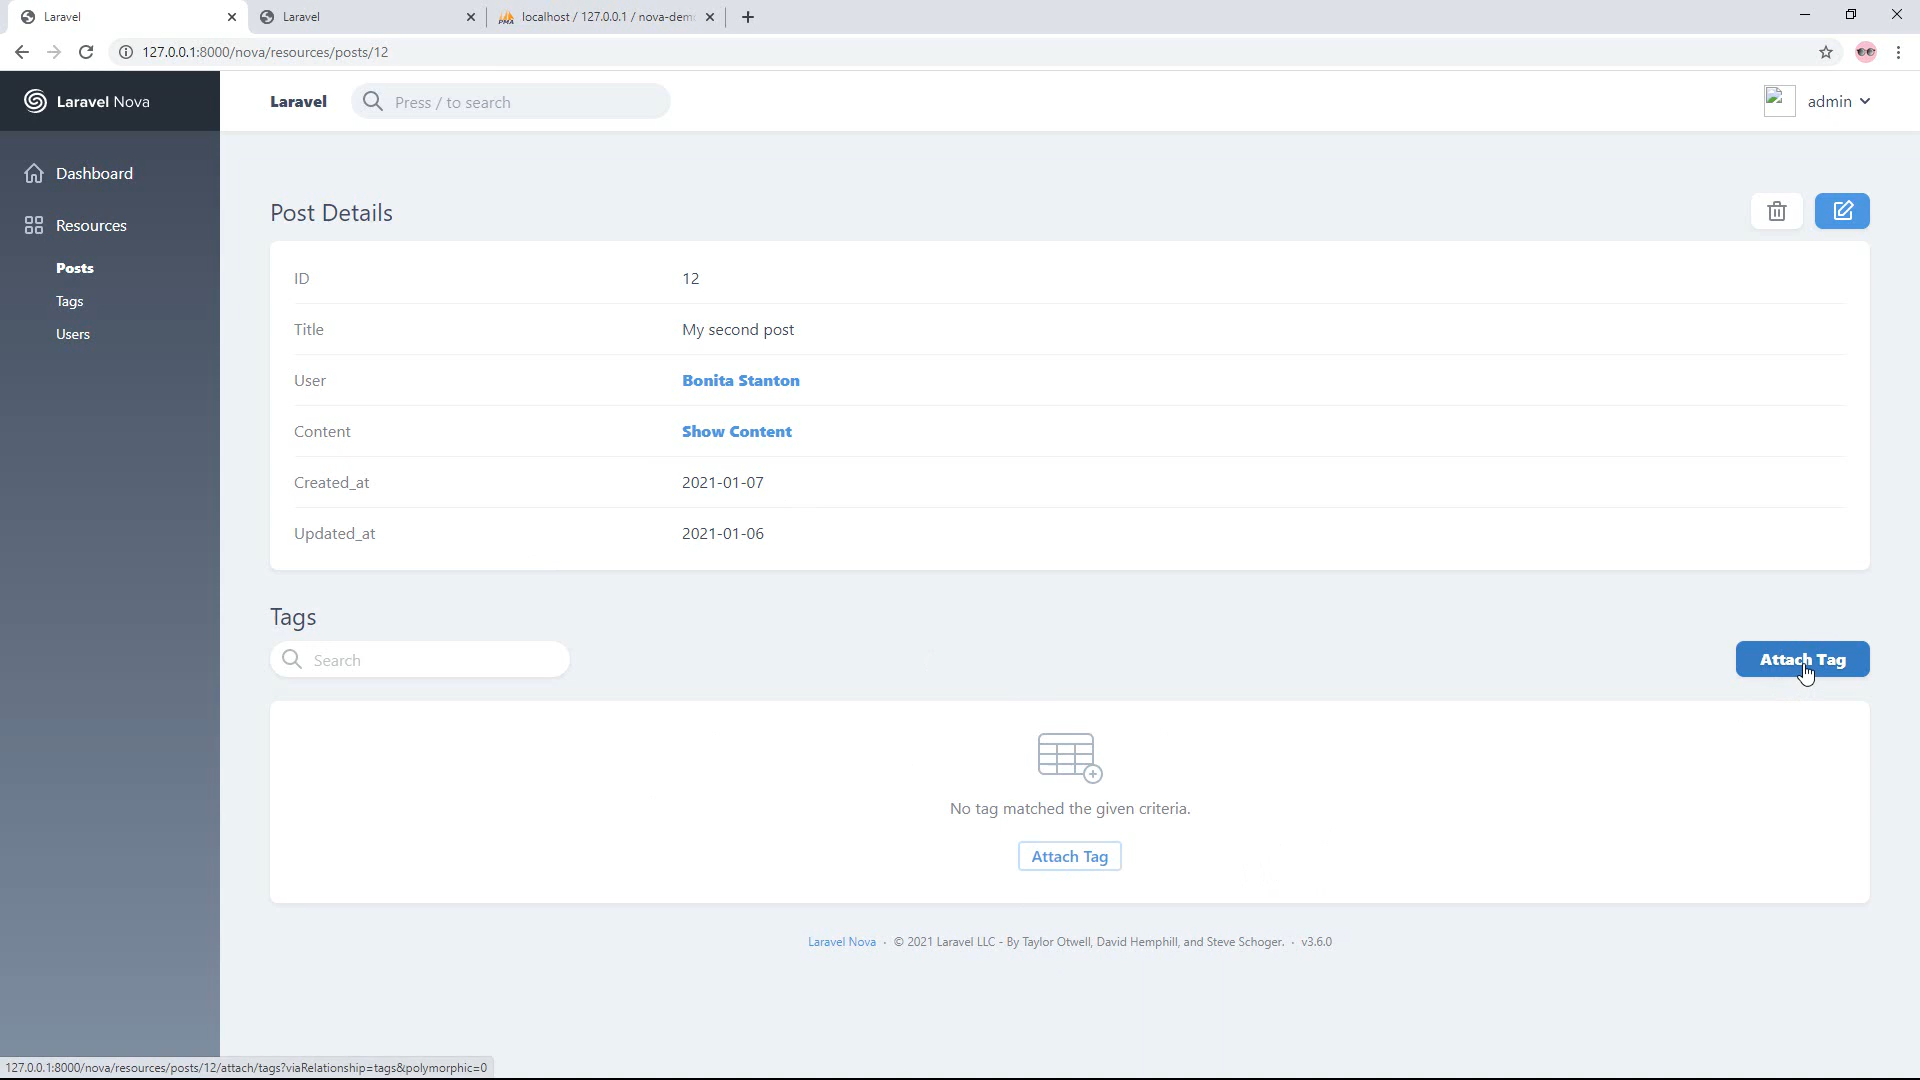 Laravel
Laravel
localhost / 127.0.0.1 / nova-dem
127.0.0.1:8000/nova/resources/posts/12
Laravel Nova
Laravel
Press / to search
admin
Dashboard
Resources
Posts
Tags
Users
Post Details
ID 12
Title My second post
User Bonita Stanton
Content Show Content
Created_at 2021-01-07
Updated_at 2021-01-06
Tags
Search
Attach Tag
No tag matched the given criteria.
Attach Tag
Laravel Nova · © 2021 Laravel LLC - By Taylor Otwell, David Hemphill, and Steve Schoger. · v3.6.0
127.0.0.1:8000/nova/resources/posts/12/attach/tags?viaRelationship=tags&polymorphic=0